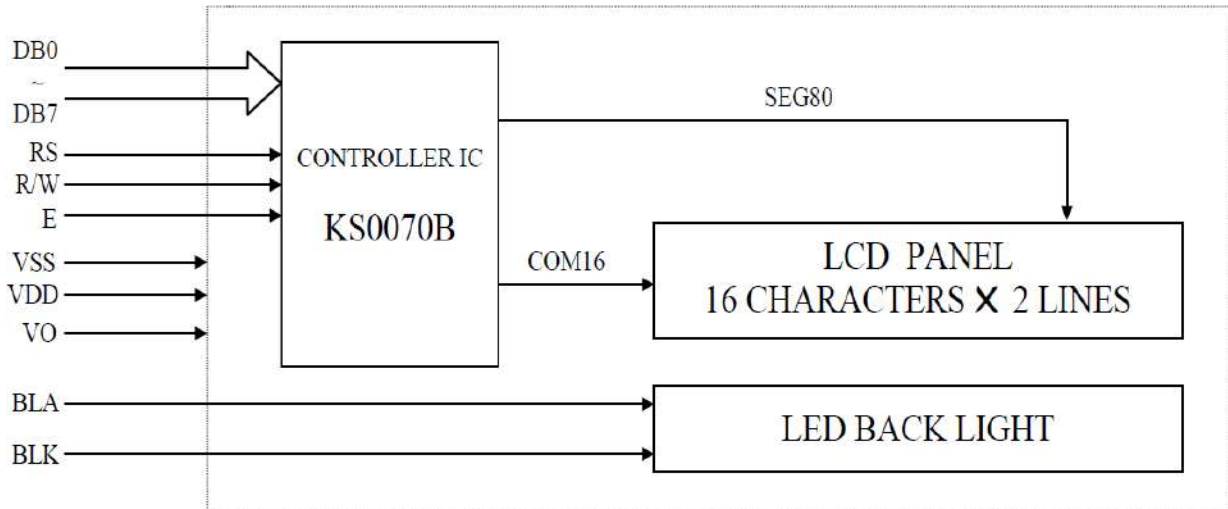 DB0
~
DB7
RS
R/W
E
VSS
VDD
VO
BLA
BLK
CONTROLLER IC
KS0070B
SEG80
COM16
LCD PANEL
16 CHARACTERS X 2 LINES
LED BACK LIGHT